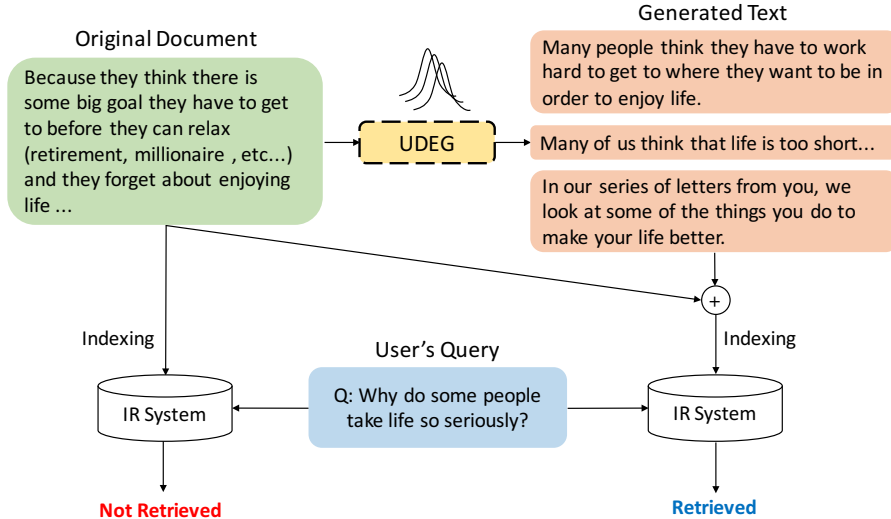 Original Document
Because they think there is
some big goal they have to get
to before they can relax
(retirement, millionaire , etc...)
and they forget about enjoying
life ...
UDEG
Generated Text
Many people think they have to work
hard to get to where they want to be in
order to enjoy life.
Many of us think that life is too short...
In our series of letters from you, we
look at some of the things you do to
make your life better.
+
Indexing
Indexing
User's Query
Q: Why do some people
take life so seriously?
IR System
IR System
Not Retrieved
Retrieved